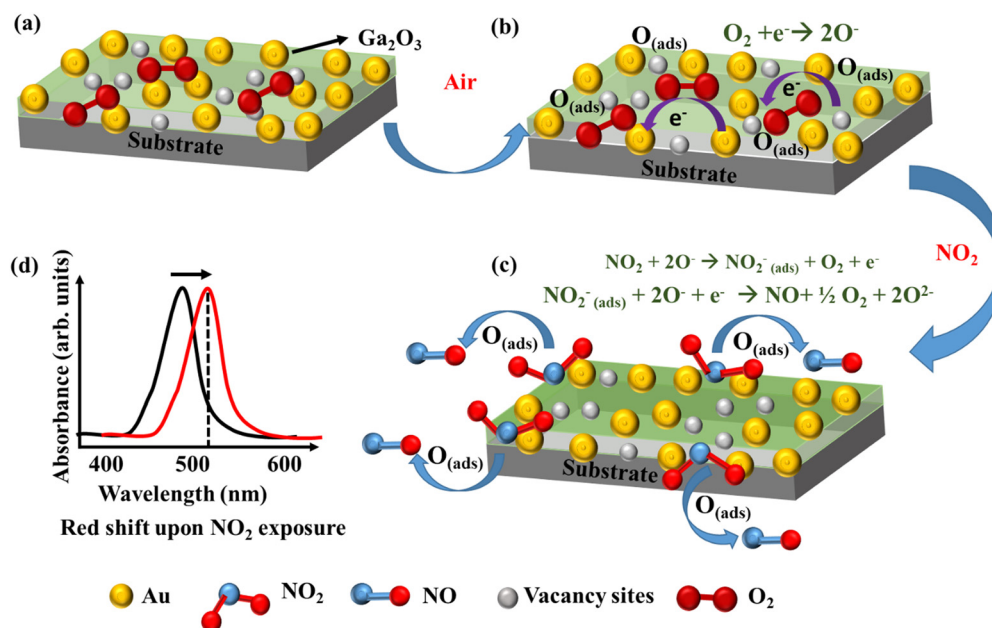 (a)
Ga₂O₃
Substrate
Air
(b)
O₂ +e⁻→ 2O⁻
O(ads)
O(ads)
O(ads)
e⁻
e⁻
O(ads)
Substrate
NO₂
(c)
NO₂ + 2O⁻ → NO₂⁻(ads) + O₂ + e⁻
NO₂⁻(ads) + 2O⁻ + e⁻ → NO+ ½ O₂ + 2O²⁻
O(ads)
O(ads)
O(ads)
Substrate
O(ads)
(d)
Absorbance (arb. units)
400 500 600
Wavelength (nm)
Red shift upon NO₂ exposure
Au
NO₂
NO
Vacancy sites
O₂